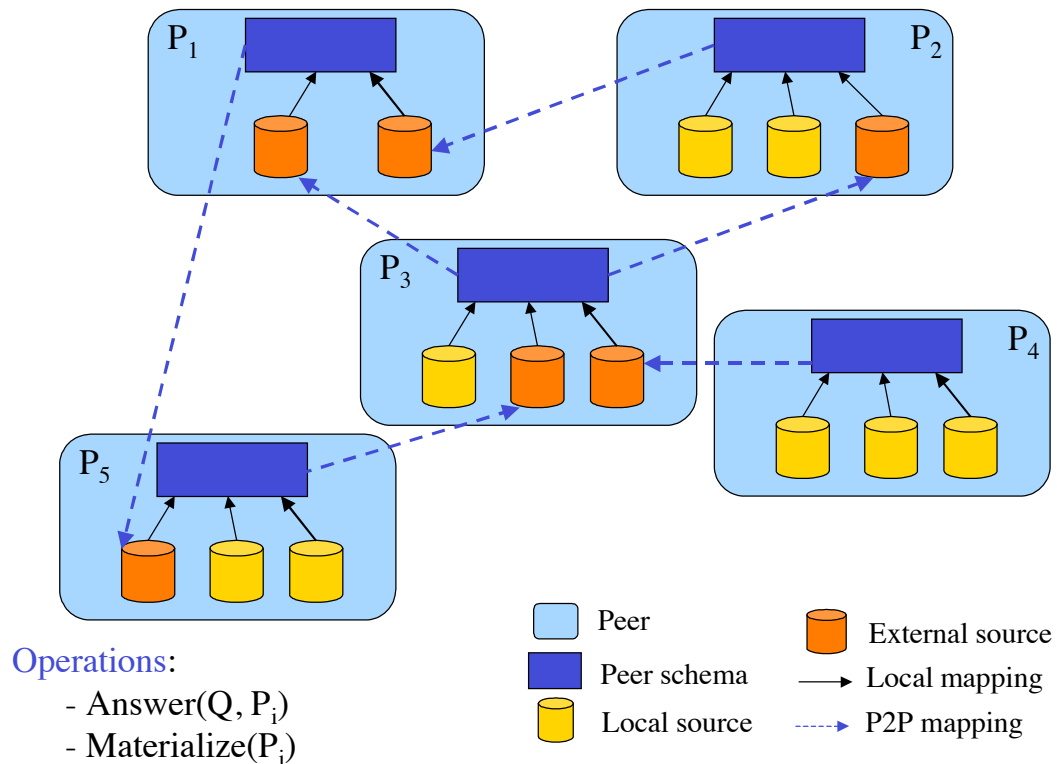 P₁
P₂
P₃
P₄
P₅
Operations:
- Answer(Q, Pᵢ)
- Materialize(Pᵢ)
Peer
Peer schema
Local source
External source
Local mapping
P2P mapping